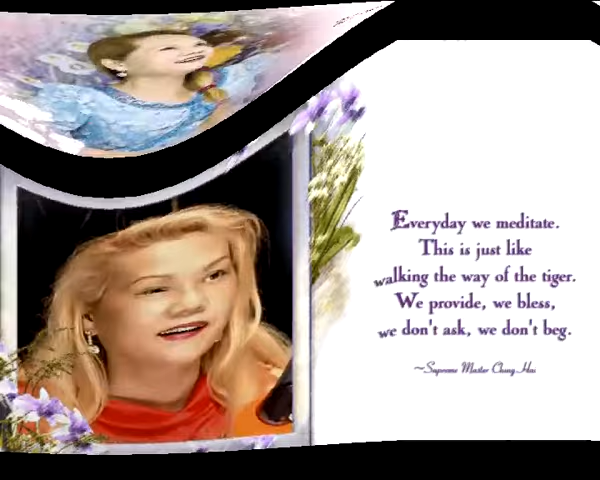 Everyday we meditate.
This is just like
walking the way of the tiger.
We provide, we bless,
we don't ask, we don't beg.
~Supreme Master Ching Hai